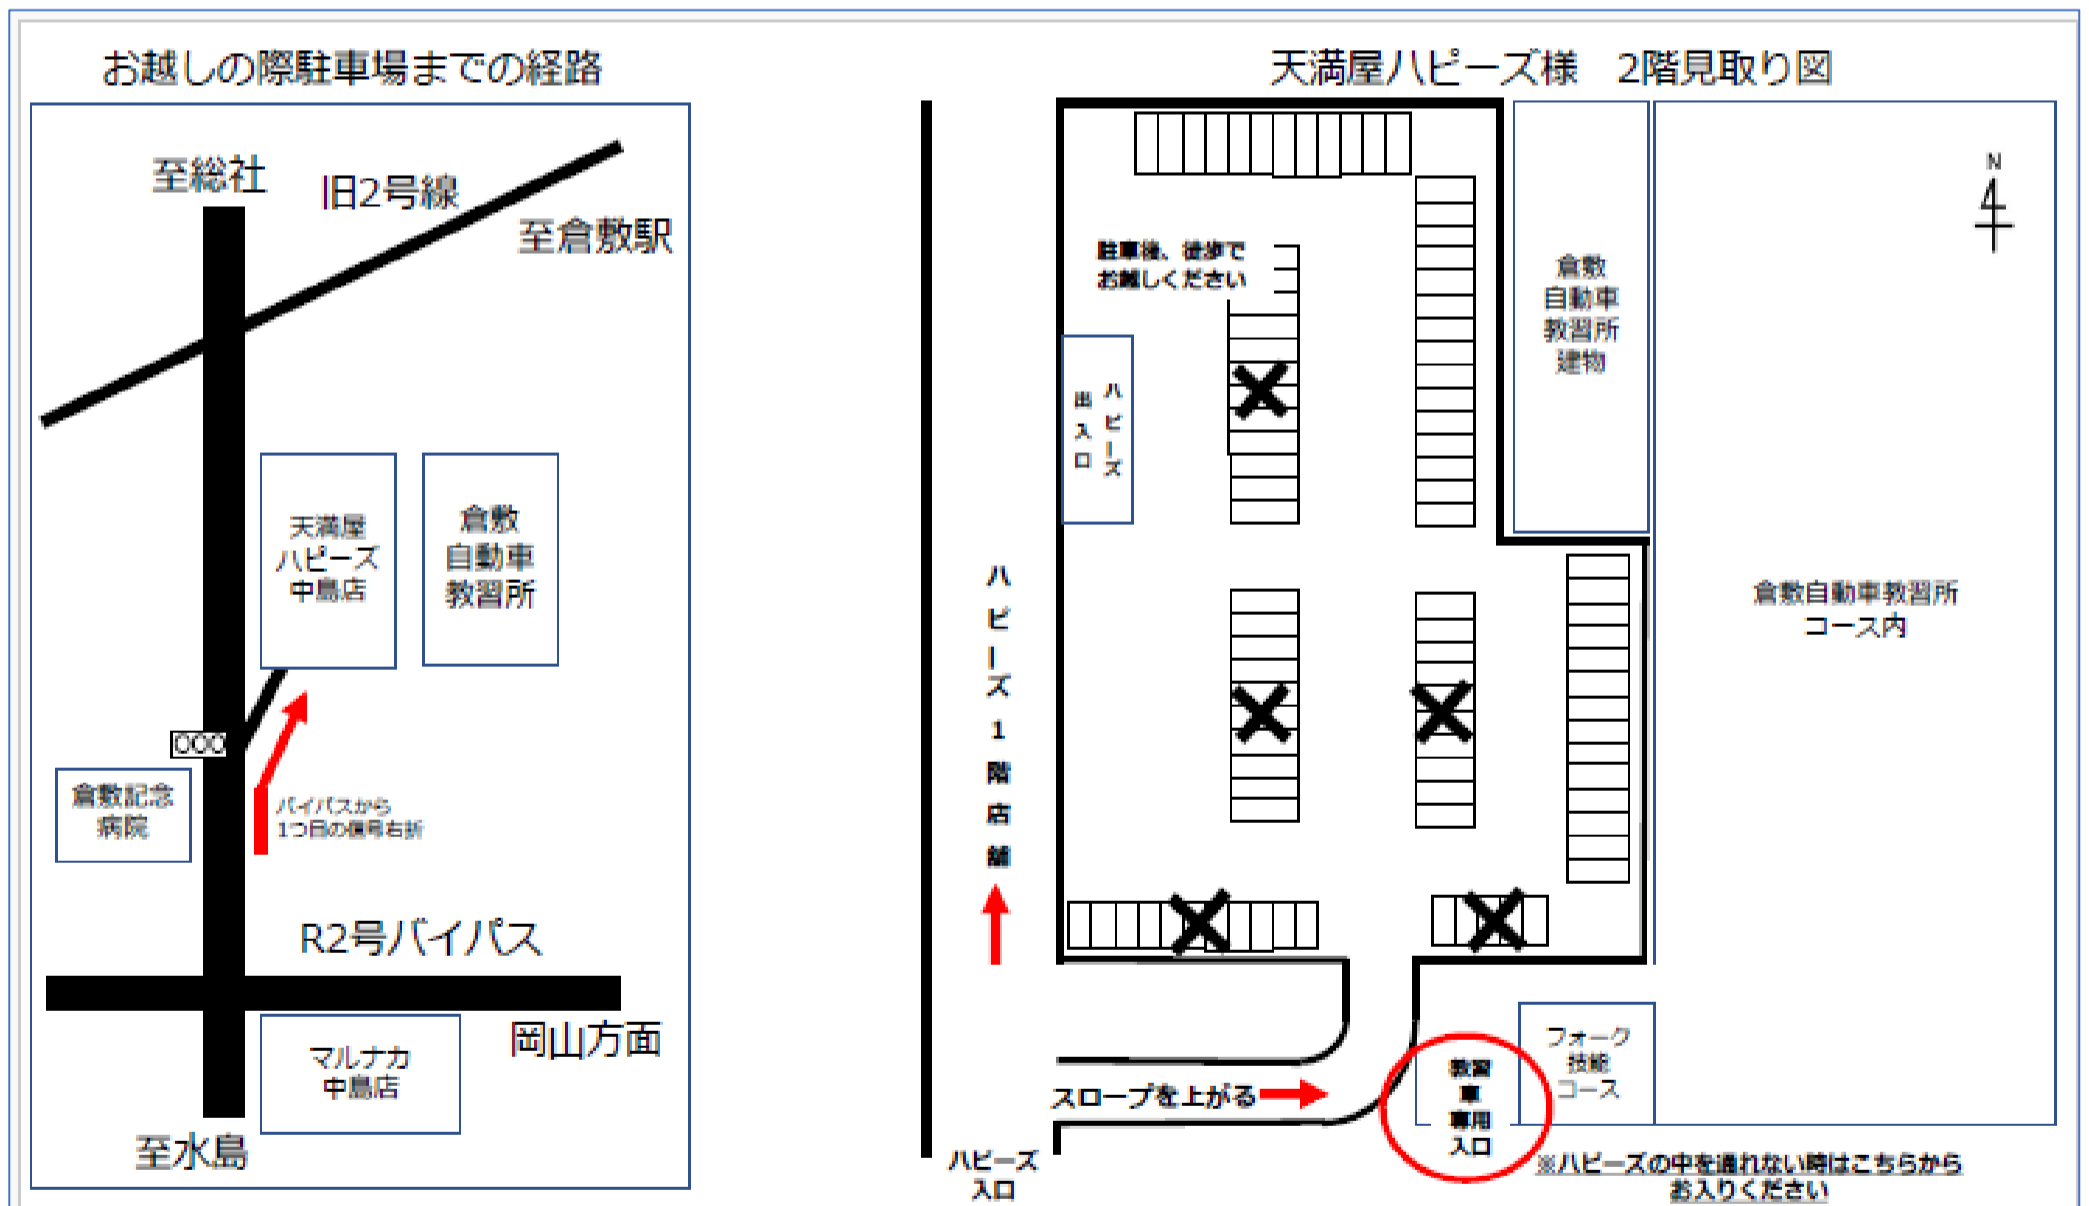 お越しの際駐車場までの経路
至総社
旧2号線
至倉敷駅
天満屋
ハピーズ
中島店
倉敷
自動車
教習所
倉敷記念
病院
バイパスから
1つ目の信号右折
R2号バイパス
岡山方面
マルナカ
中島店
至水島
天満屋ハピーズ様　2階見取り図
N
駐車後、徒歩で
お越しください
ハピーズ
出入口
倉敷
自動車
教習所
建物
倉敷自動車教習所
コース内
ハピーズ1階店舗
スロープを上がる
ハピーズ
入口
教習
車
専用
入口
フォーク
技能
コース
※ハピーズの中を通れない時はこちらから
お入りください